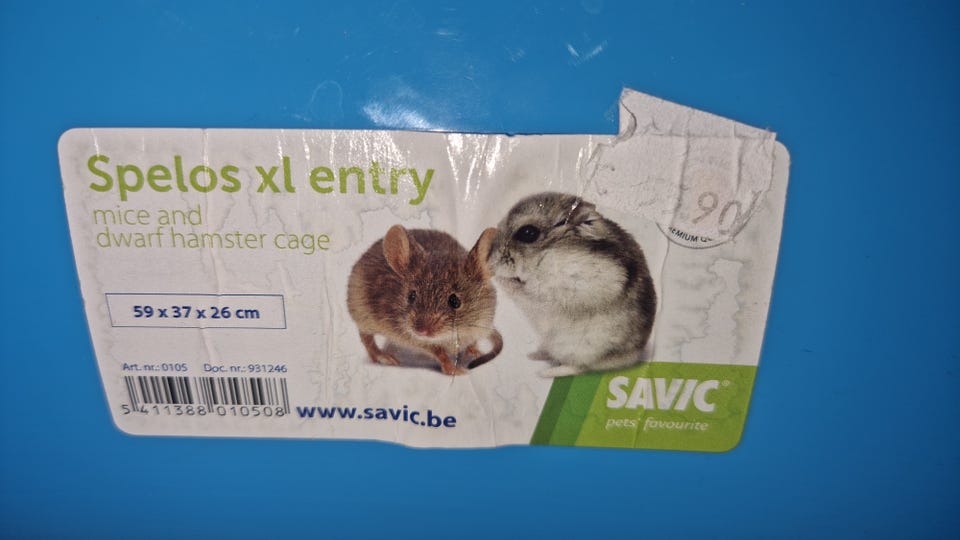 Spelos xl entry
mice and
dwarf hamster cage
59 x 37 x 26 cm
Art. nr.: 0105 Doc. nr.: 931246
5 411388 010508
www.savic.be
.90
SAVIC®
pets' favourite